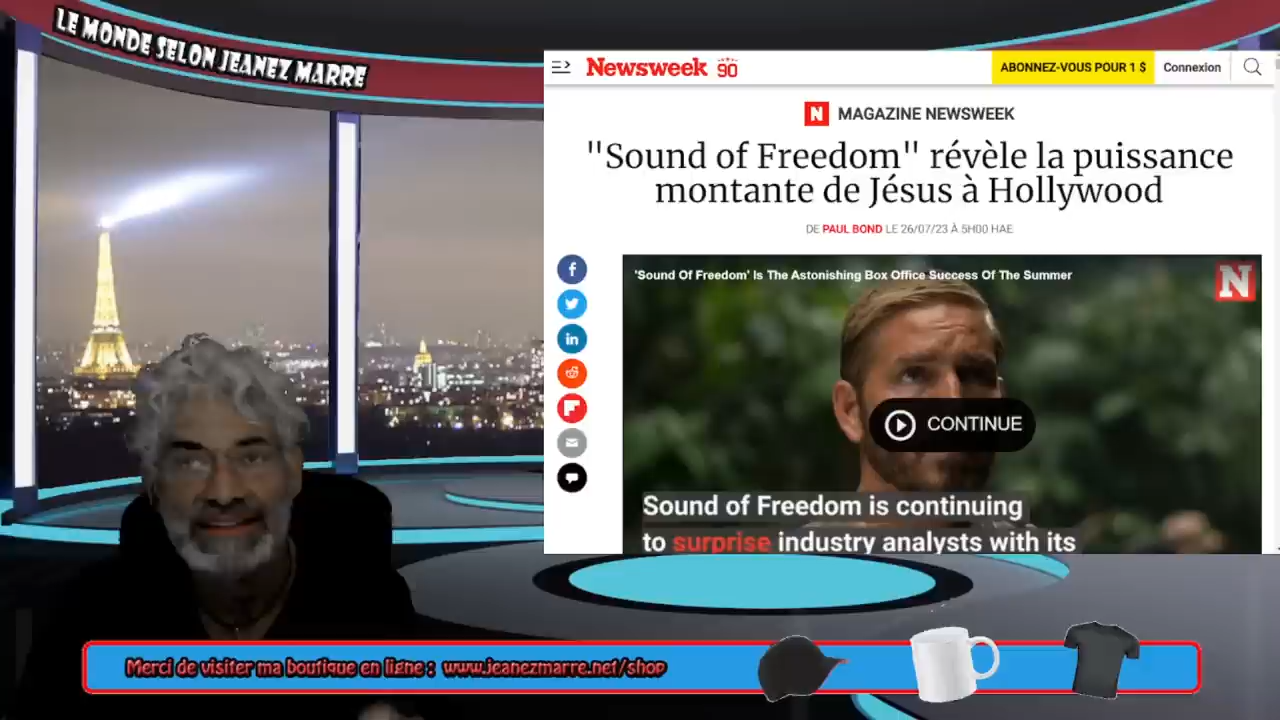 LE MONDE SELON JEANEZ MARRE
Newsweek 90
ABONNEZ-VOUS POUR 1 $
Connexion
N MAGAZINE NEWSWEEK
"Sound of Freedom" révèle la puissance
montante de Jésus à Hollywood
DE PAUL BOND LE 26/07/23 À 5H00 HAE
'Sound Of Freedom' Is The Astonishing Box Office Success Of The Summer
N
CONTINUE
Sound of Freedom is continuing
to surprise industry analysts with its
Merci de visiter ma boutique en ligne : www.jeanezmarre.net/shop